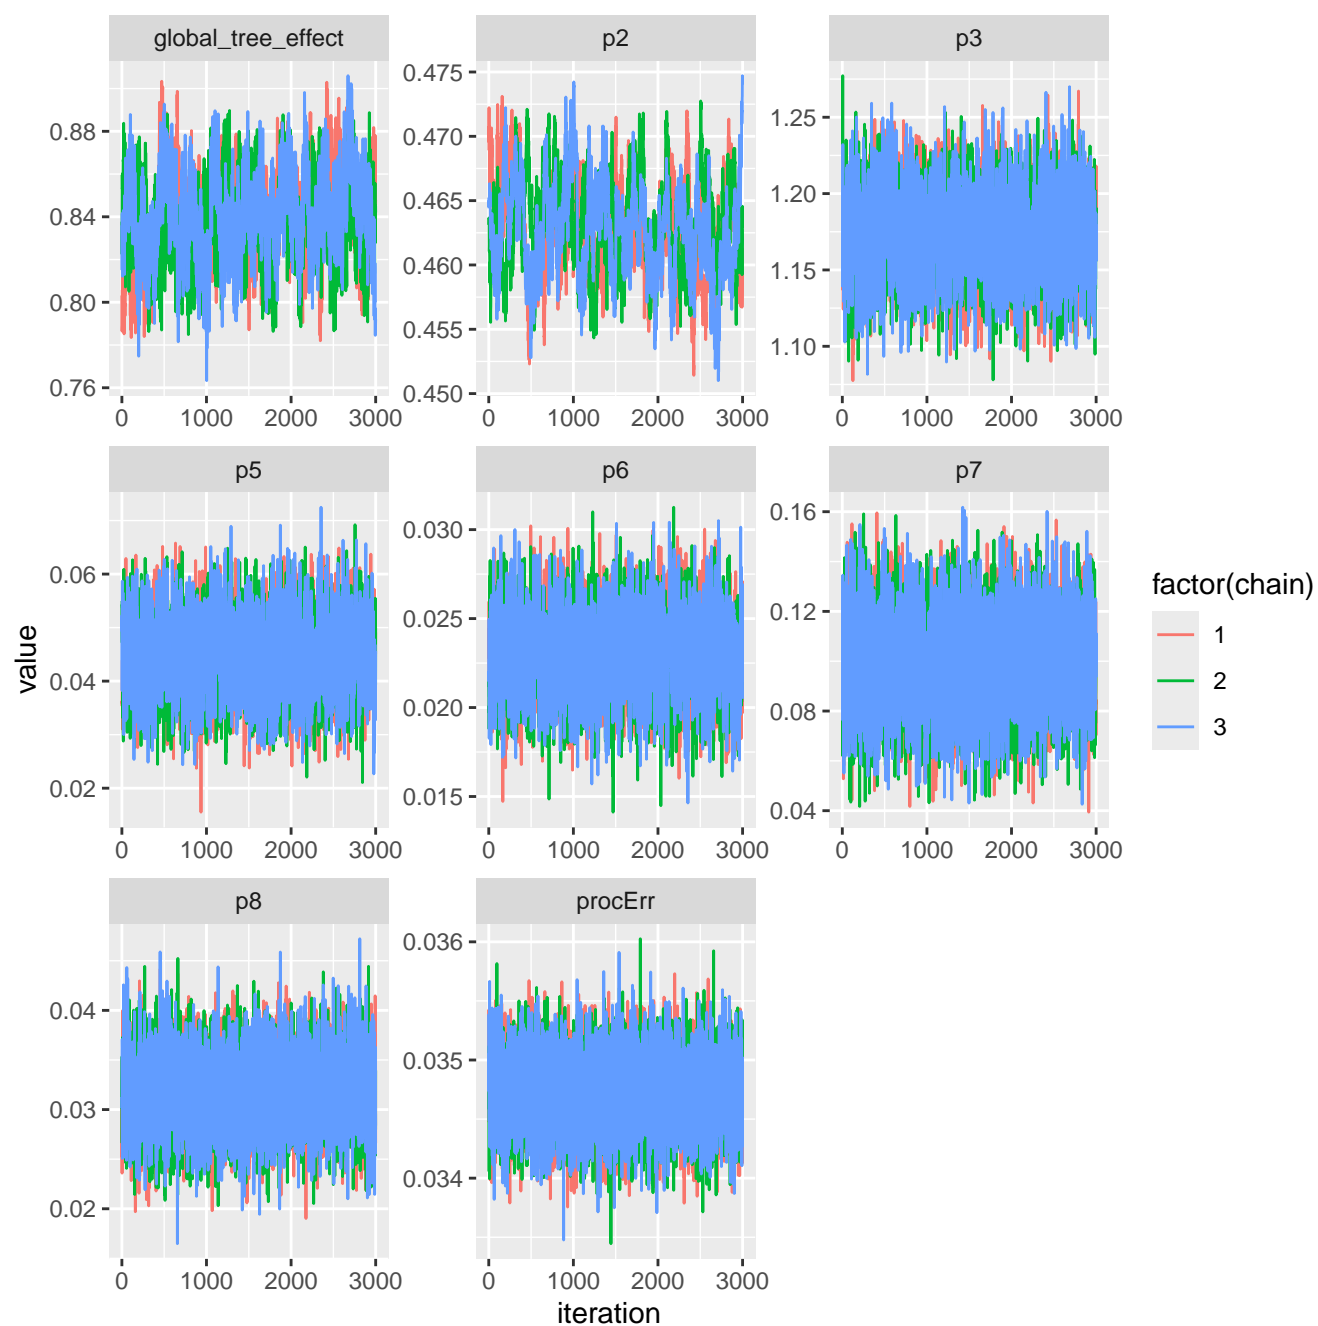 global_tree_effect
p2
p3
0.88
0.84
0.80
0.76
0.475
0.470
0.465
0.460
0.455
0.450
1.25
1.20
1.15
1.10
0 1000 2000 3000
0 1000 2000 3000
0 1000 2000 3000
p5
p6
p7
0.06
0.04
0.02
0.030
0.025
0.020
0.015
0.16
0.12
0.08
0.04
0 1000 2000 3000
0 1000 2000 3000
0 1000 2000 3000
p8
procErr
0.04
0.03
0.02
0.036
0.035
0.034
0 1000 2000 3000
0 1000 2000 3000
value
iteration
factor(chain)
1
2
3